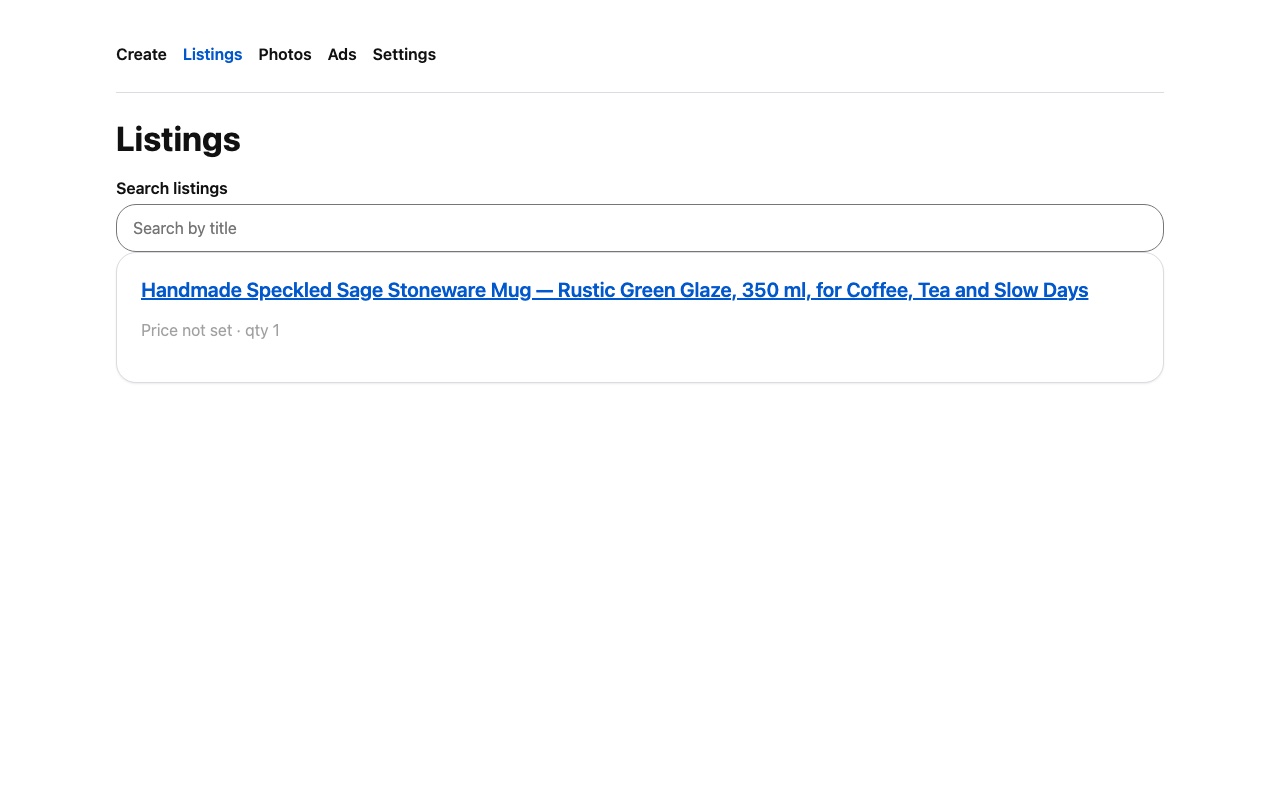 Create Listings Photos Ads Settings
Listings
Search listings
Search by title
Handmade Speckled Sage Stoneware Mug — Rustic Green Glaze, 350 ml, for Coffee, Tea and Slow Days
Price not set · qty 1